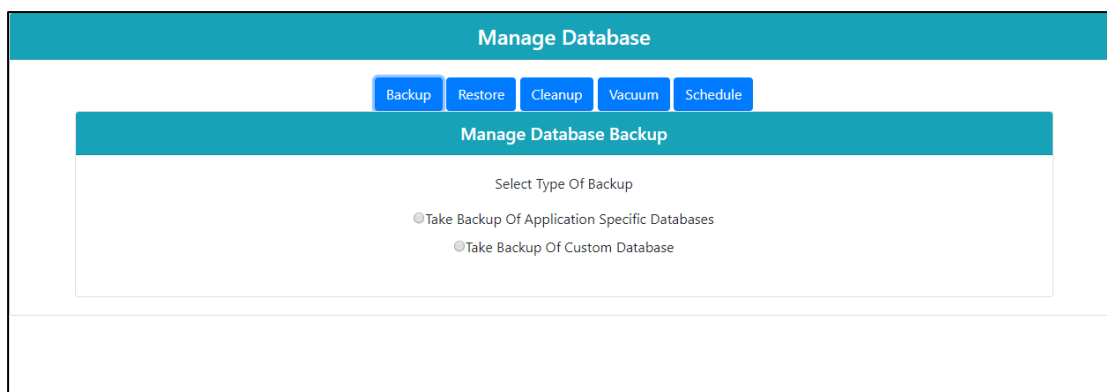 Manage Database
Backup Restore Cleanup Vacuum Schedule
Manage Database Backup
Select Type Of Backup
Take Backup Of Application Specific Databases
Take Backup Of Custom Database